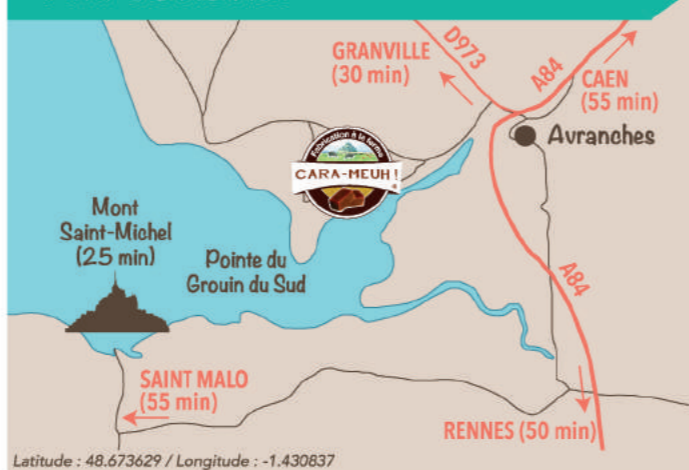 GRANVILLE
(30 min)
D973
A84
CAEN
(55 min)
Avranches
Fabrication à la ferme
CARA-MEUH !
Mont
Saint-Michel
(25 min)
Pointe du
Grouin du Sud
A84
SAINT MALO
(55 min)
RENNES (50 min)
Latitude : 48.673629 / Longitude : -1.430837